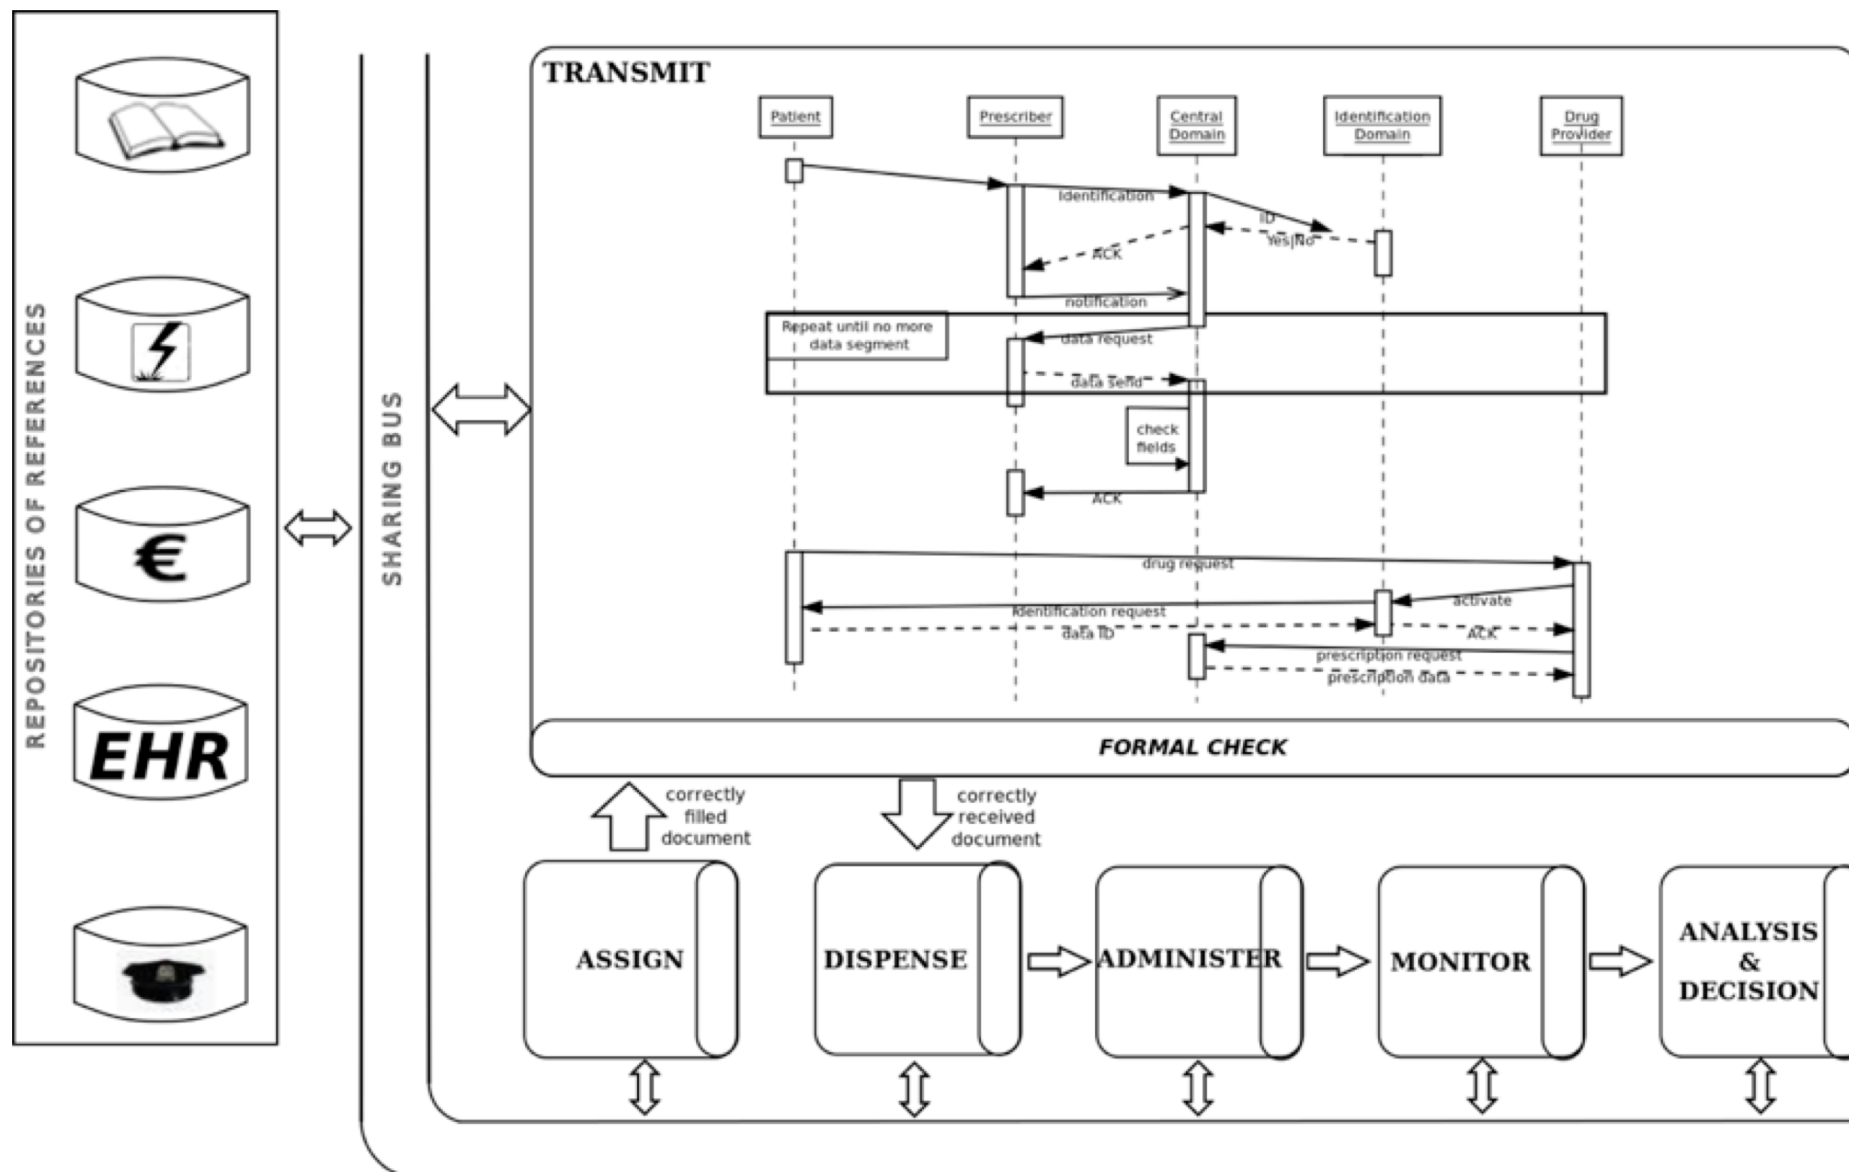 REPOSITORIES OF REFERENCES
€
EHR
SHARING BUS
TRANSMIT
Patient
Prescriber
Central
Domain
Identification
Domain
Drug
Provider
Identification
ID
Yes|No
ACK
notification
Repeat until no more
data segment
data request
data send
check
fields
ACK
drug request
activate
Identification request
data ID
ACK
prescription request
prescription data
FORMAL CHECK
correctly
filled
document
correctly
received
document
ASSIGN
DISPENSE
ADMINISTER
MONITOR
ANALYSIS
&
DECISION